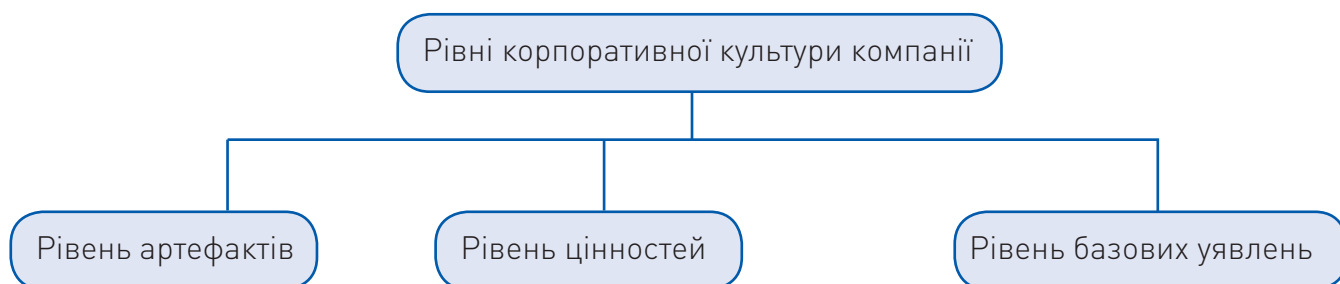 Рівні корпоративної культури компанії
Рівень артефактів
Рівень цінностей
Рівень базових уявлень